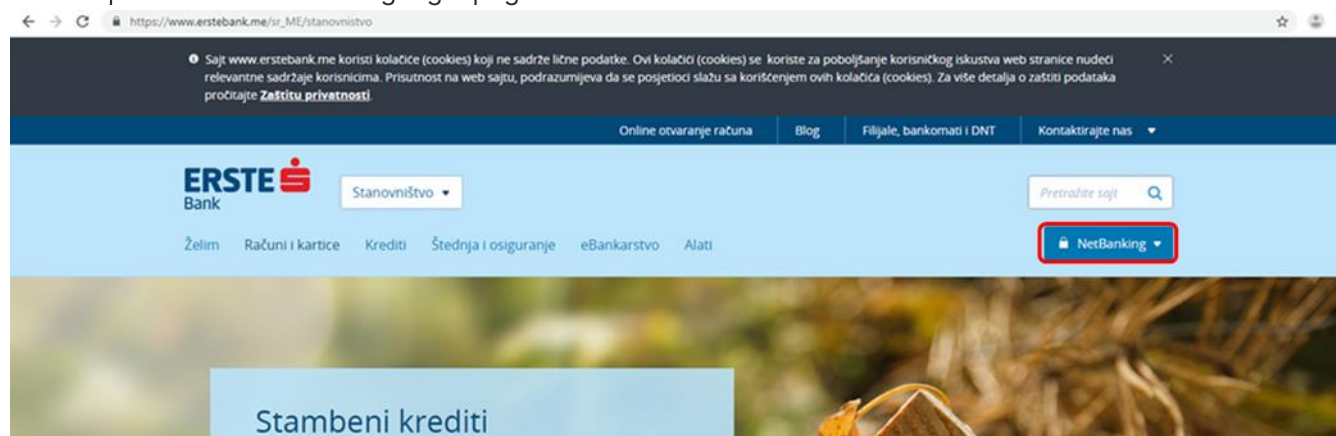 https://www.erstebank.me/sr_ME/stanovnistvo
Sajt www.erstebank.me koristi kolačiće (cookies) koji ne sadrže lične podatke. Ovi kolačići (cookies) se koriste za poboljšanje korisničkog iskustva web stranice nudeći
relevantne sadržaje korisnicima. Prisutnost na web sajtu, podrazumijeva da se posjetioci slažu sa korišćenjem ovih kolačića (cookies). Za više detalja o zaštiti podataka
pročitajte Zaštitu privatnosti.
Online otvaranje računa Blog Filijale, bankomati i DNT Kontaktirajte nas
ERSTE
Bank
Stanovništvo
Pretražite sajt
Želim Računi i kartice Krediti Štednja i osiguranje eBankarstvo Alati
NetBanking
Stambeni krediti